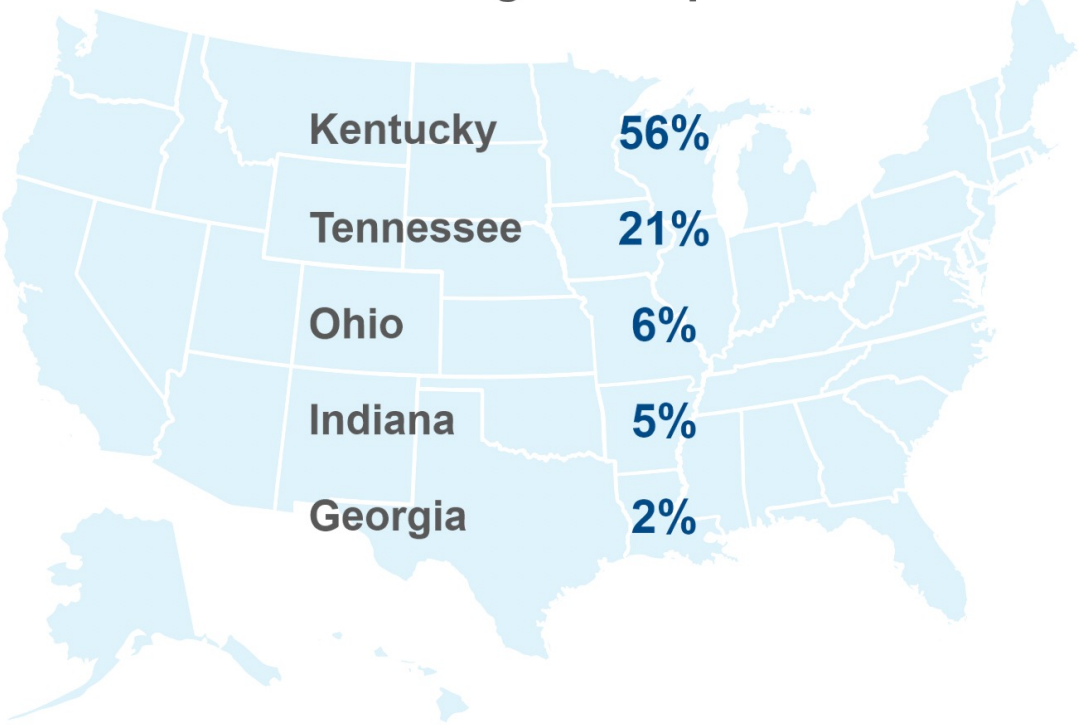 Kentucky 56%
Tennessee 21%
Ohio 6%
Indiana 5%
Georgia 2%